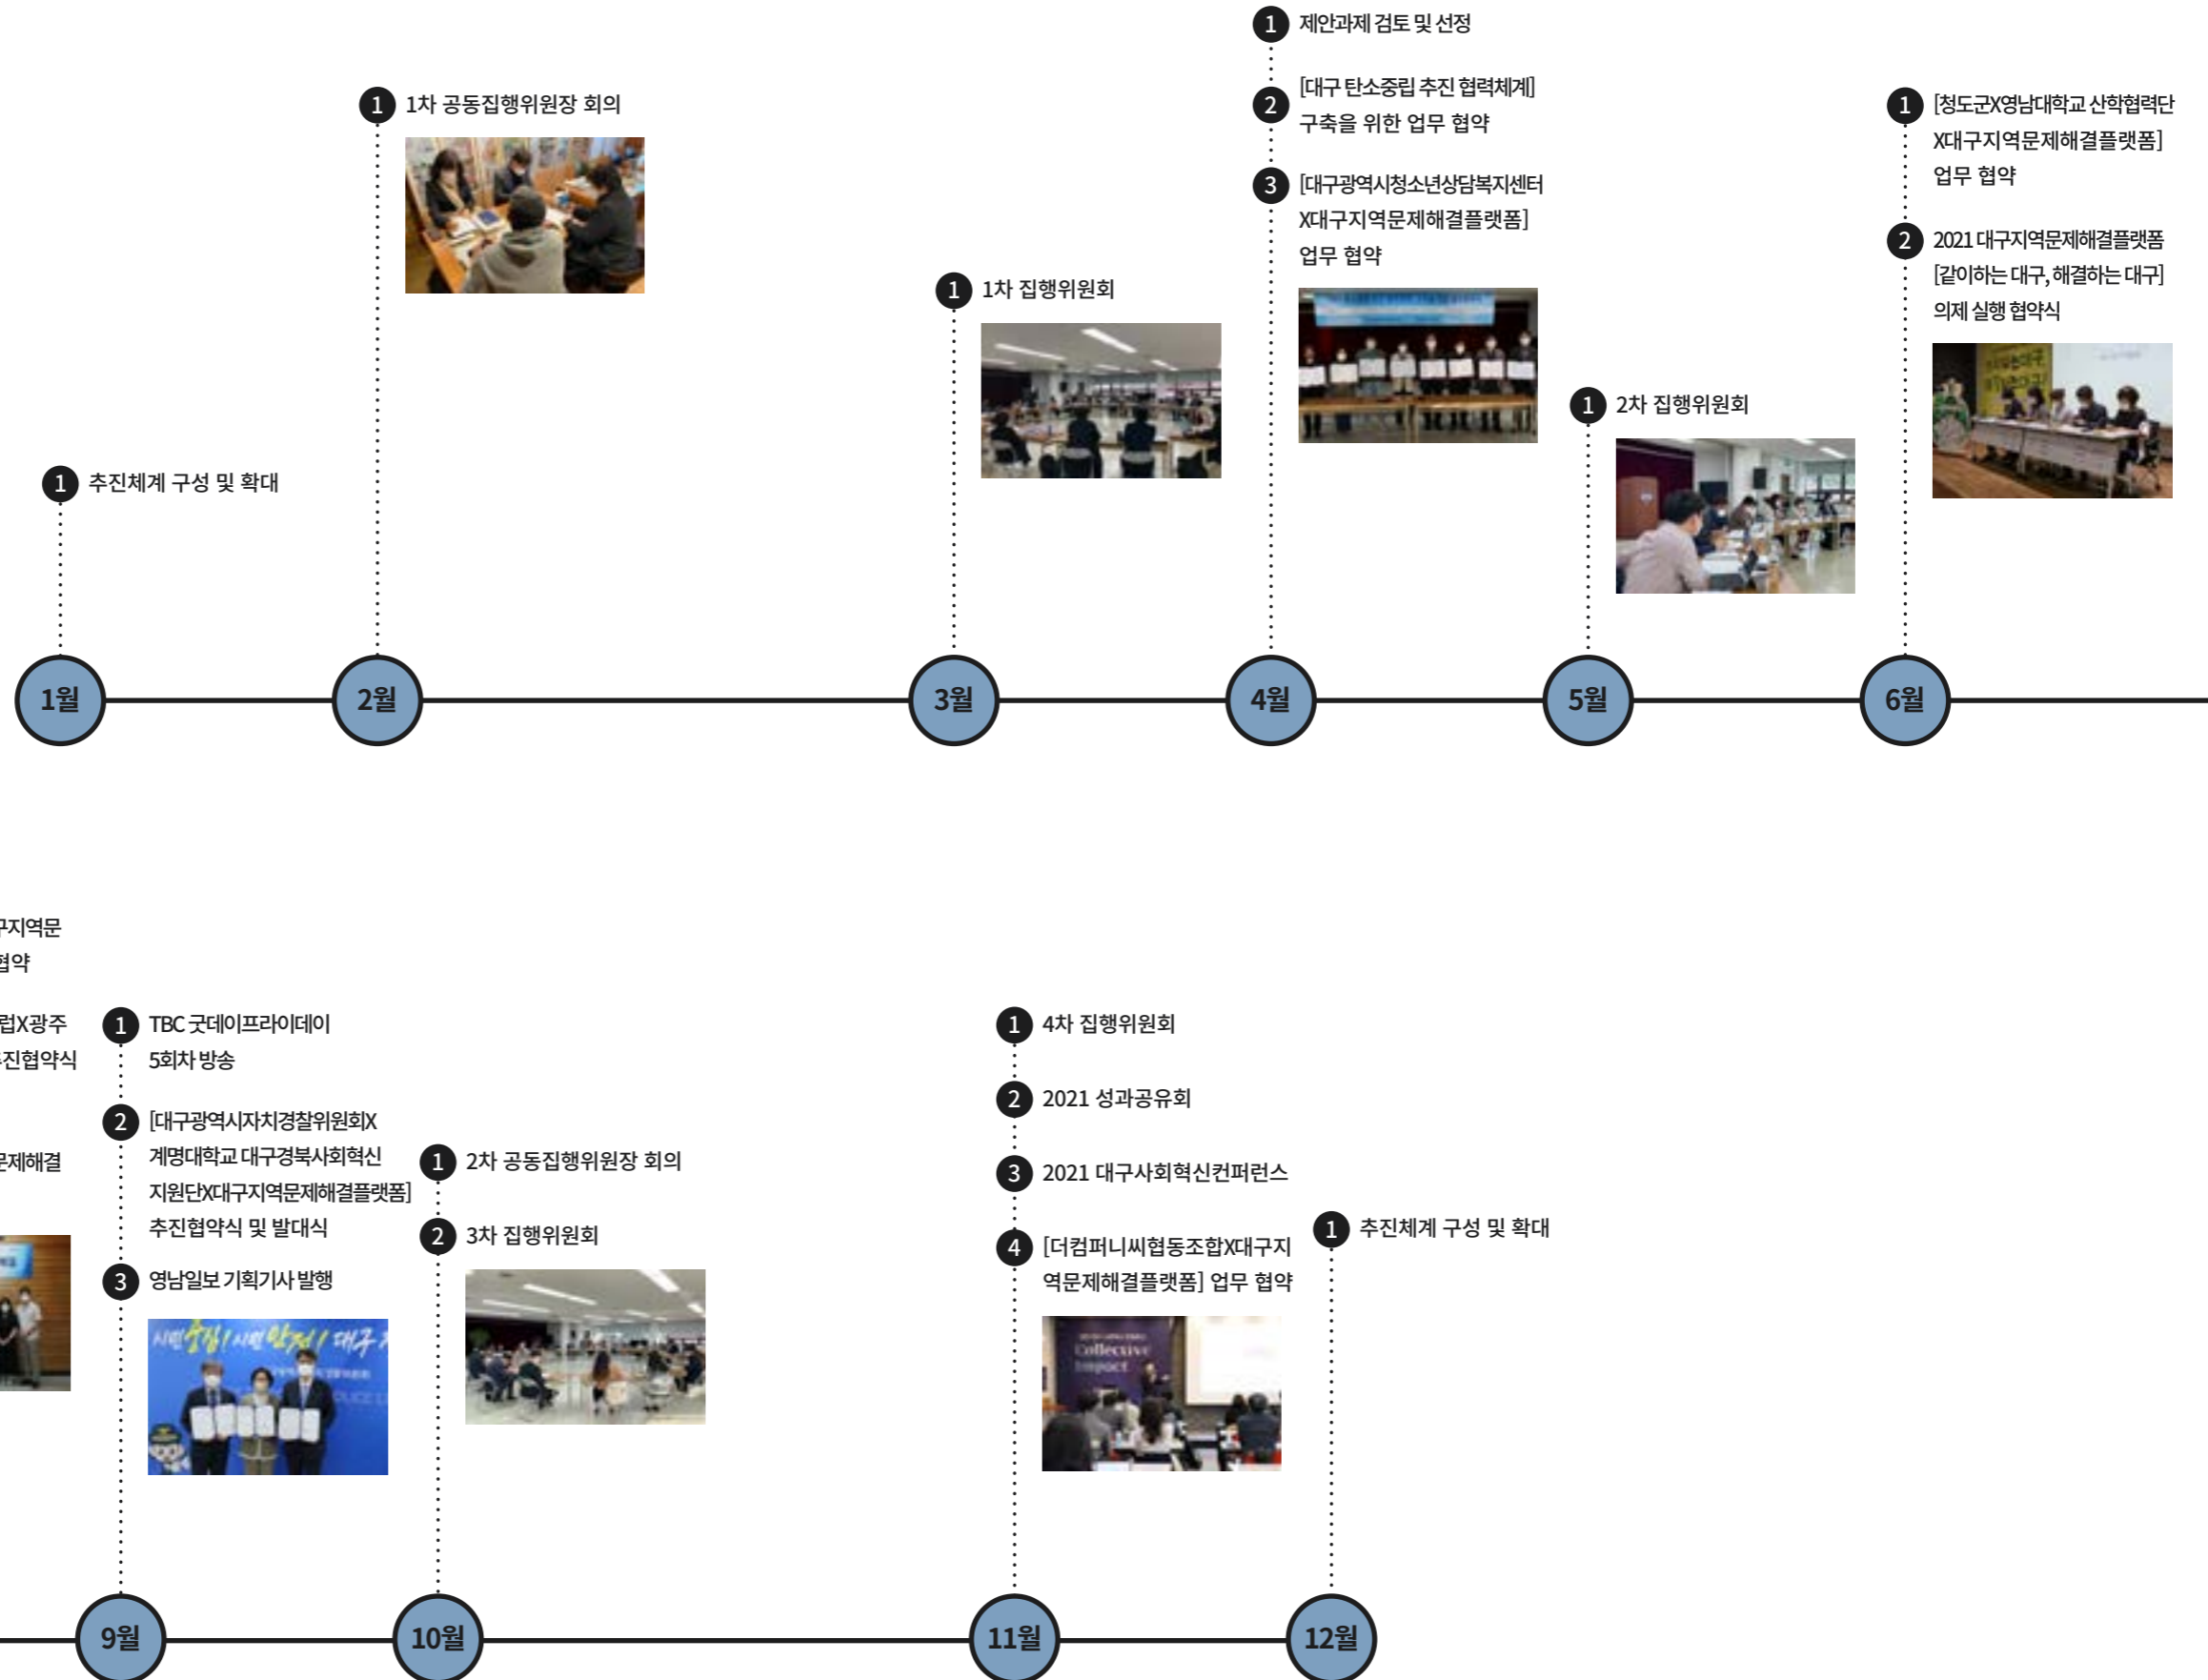 1 추진체계 구성 및 확대
1월
1 1차 공동집행위원장 회의
2월
1 1차 집행위원회
3월
1 제안과제 검토 및 선정
2 [대구 탄소중립 추진 협력체계]
구축을 위한 업무 협약
3 [대구광역시청소년상담복지센터
X대구지역문제해결플랫폼]
업무 협약
4월
1 2차 집행위원회
5월
1 [청도군X영남대학교 산학협력단
X대구지역문제해결플랫폼]
업무 협약
2 2021 대구지역문제해결플랫폼
[같이하는 대구, 해결하는 대구]
의제 실행 협약식
6월
구지역문
협약
럽X광주
추진협약식
문제해결
1 TBC 굿데이프라이데이
5회차 방송
2 [대구광역시자치경찰위원회X
계명대학교 대구경북사회혁신
지원단X대구지역문제해결플랫폼]
추진협약식 및 발대식
3 영남일보 기획기사 발행
시민중심! 시민안전! 대구
9월
1 2차 공동집행위원장 회의
2 3차 집행위원회
10월
1 4차 집행위원회
2 2021 성과공유회
3 2021 대구사회혁신컨퍼런스
4 [더컴퍼니씨협동조합X대구지
역문제해결플랫폼] 업무 협약
Collective
Impact
11월
1 추진체계 구성 및 확대
12월